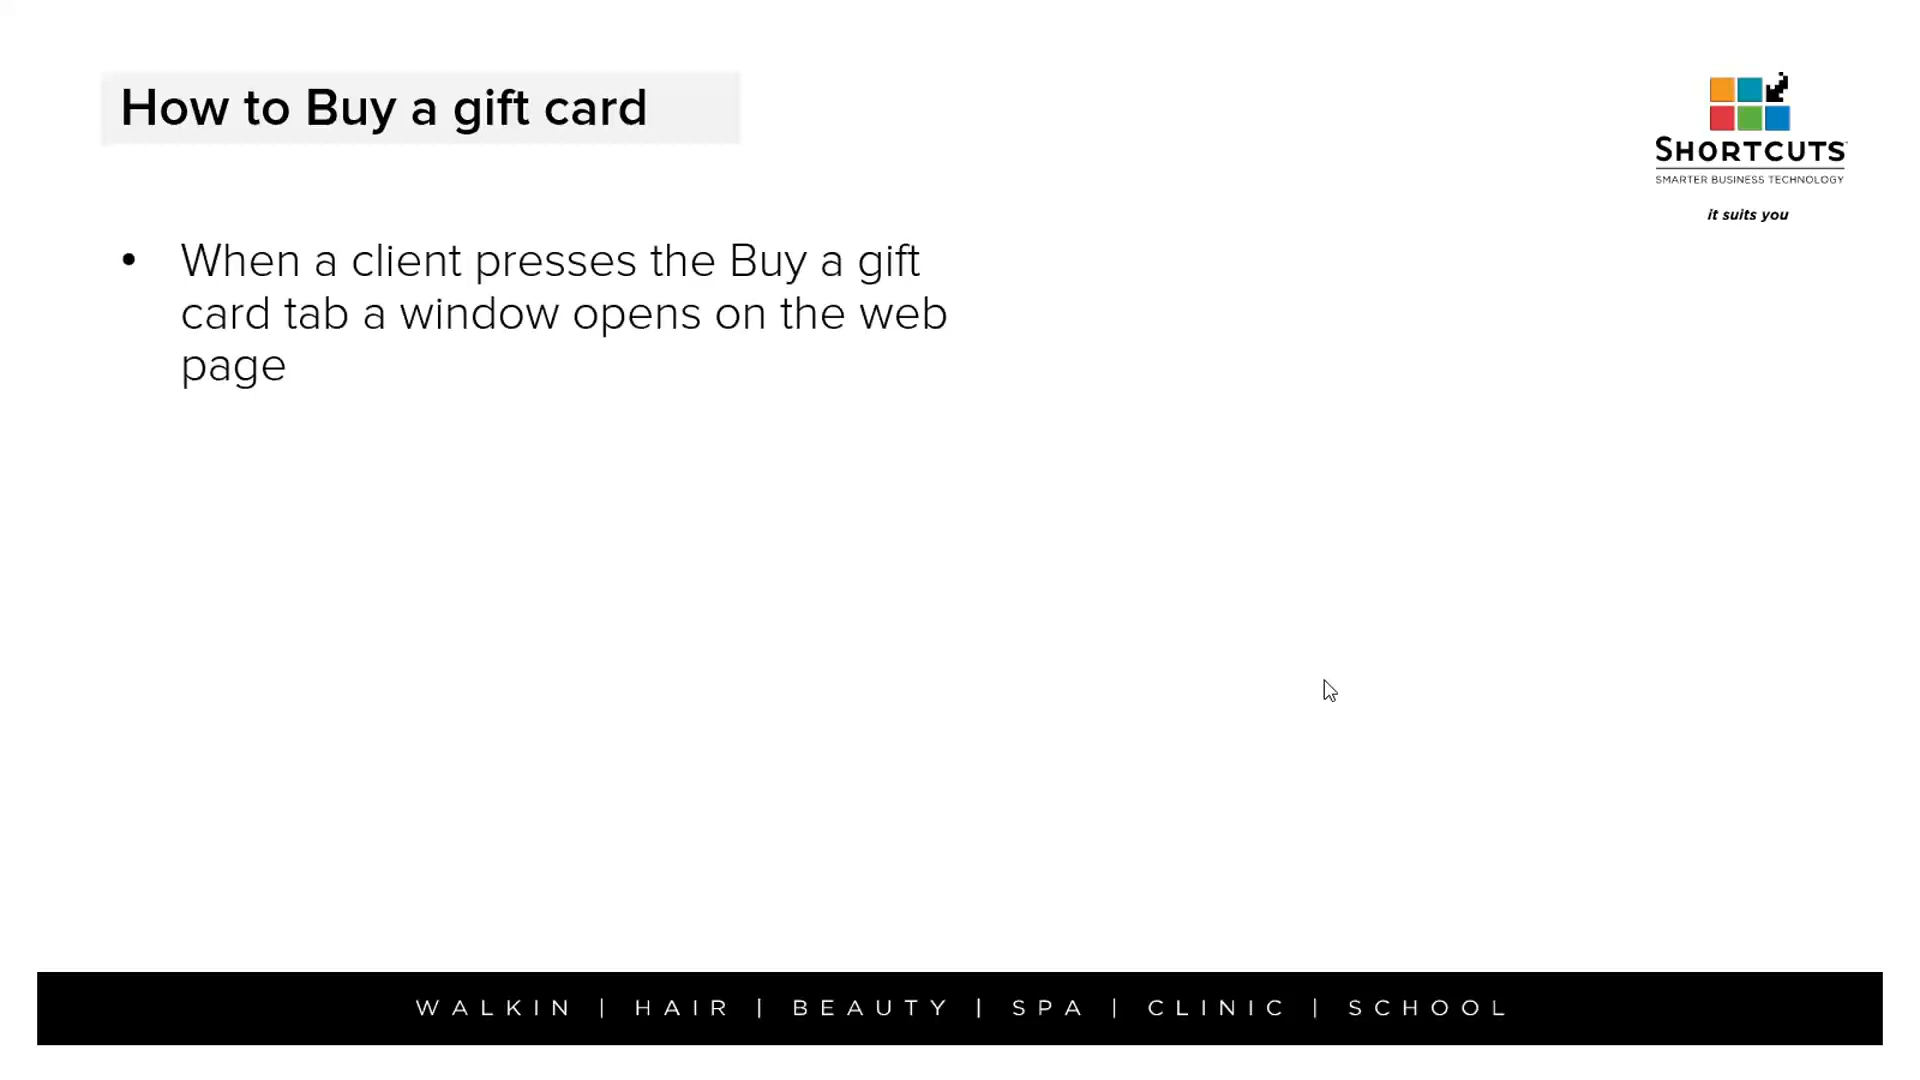 How to Buy a gift card
SHORTCUTS
SMARTER BUSINESS TECHNOLOGY
it suits you
• When a client presses the Buy a gift
card tab a window opens on the web
page
WALKIN | HAIR | BEAUTY | SPA | CLINIC | SCHOOL